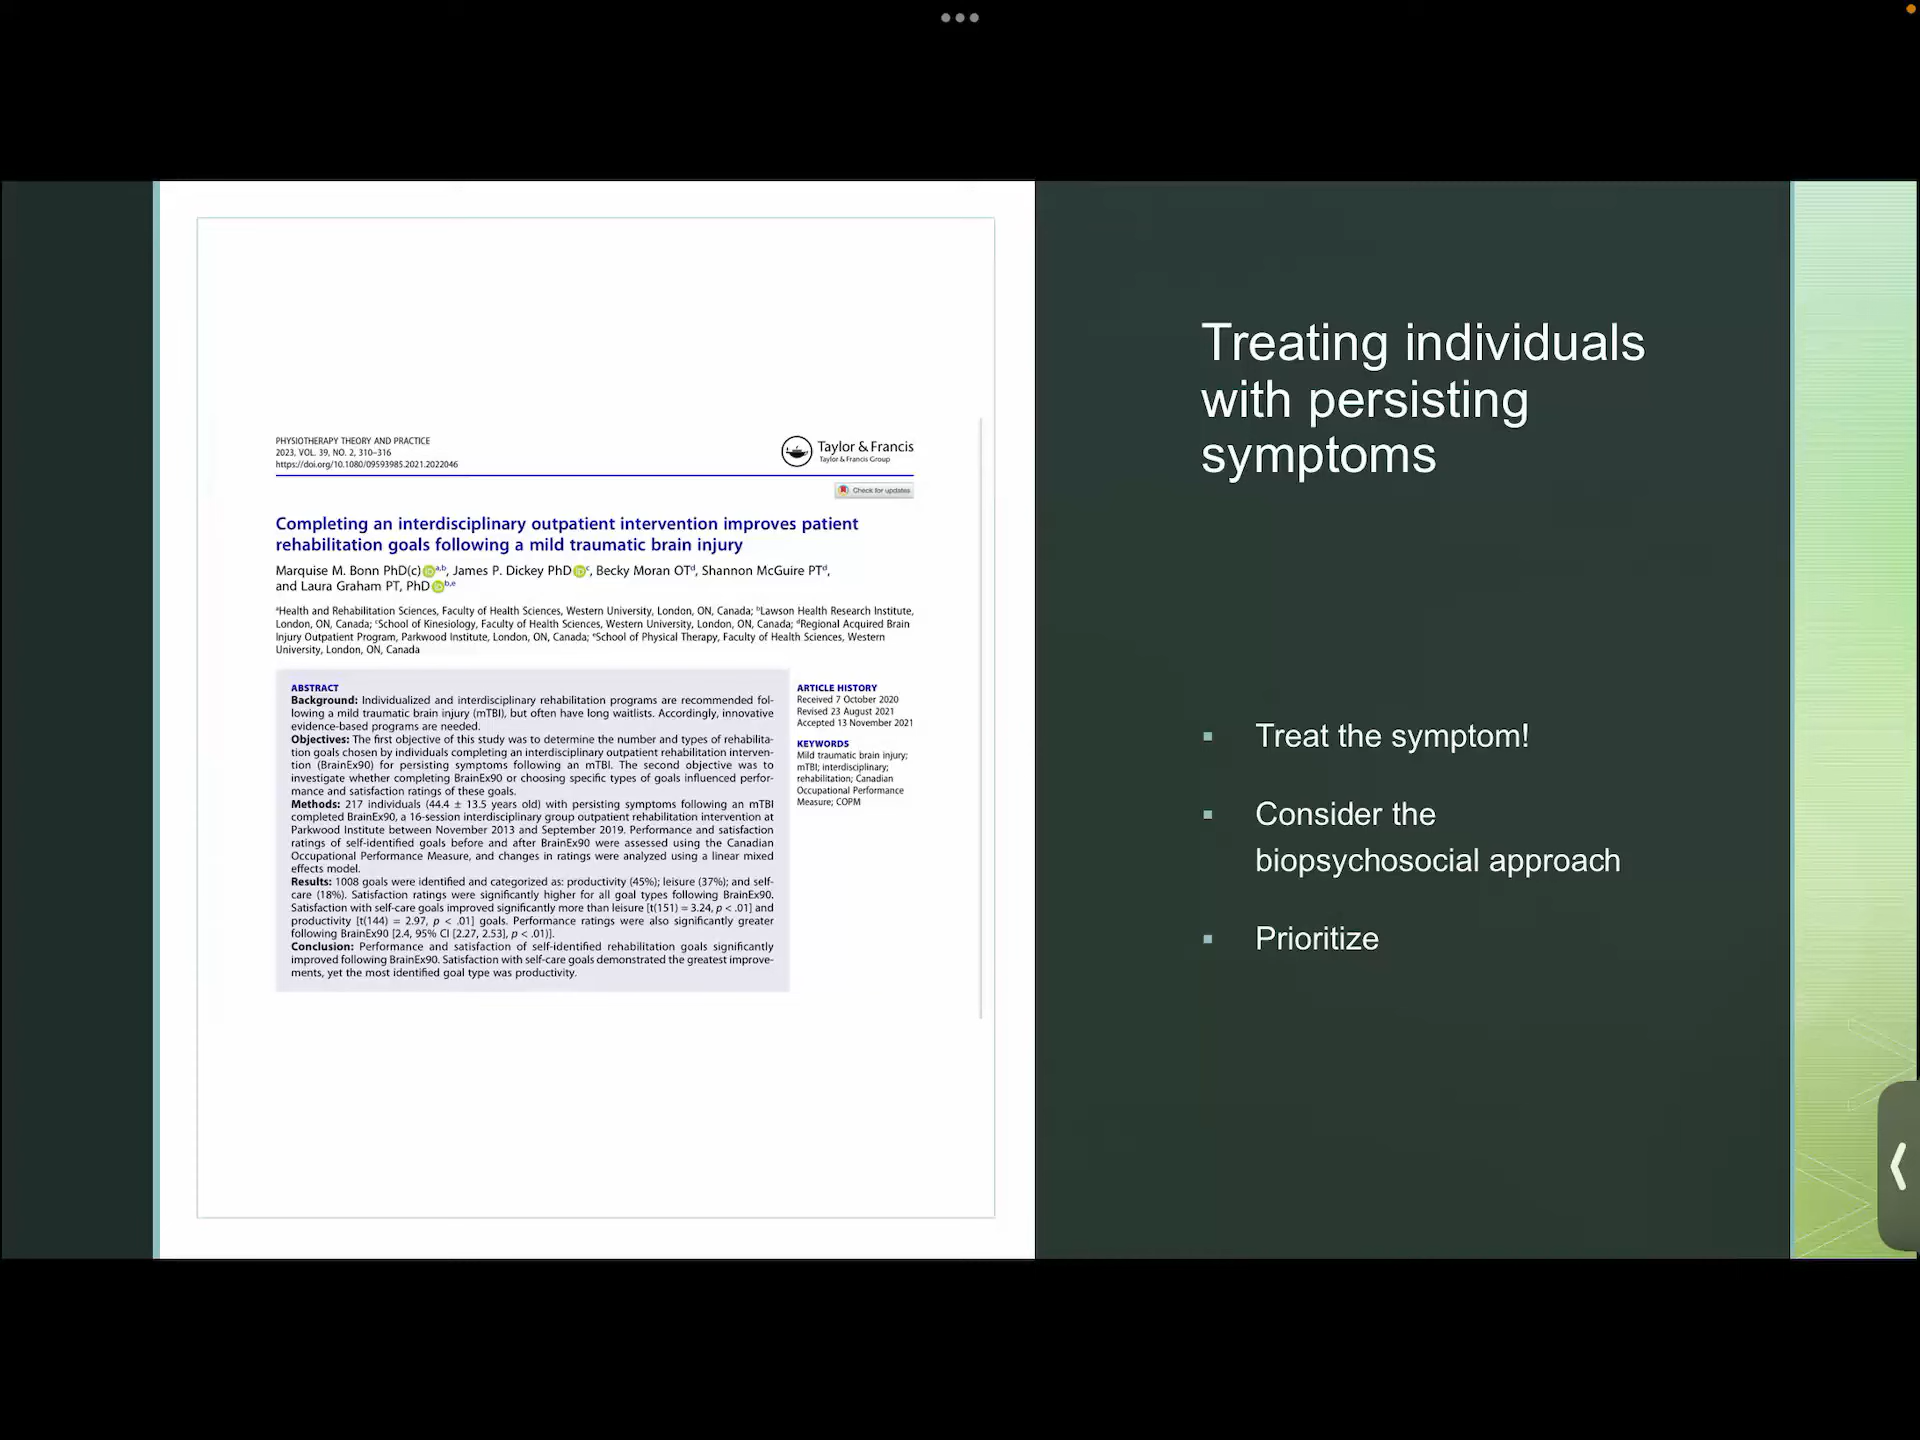 PHYSIOTHERAPY THEORY AND PRACTICE
2023, VOL. 39, NO. 2, 310–316
https://doi.org/10.1080/09593985.2021.2022046
Taylor & Francis
Taylor & Francis Group
Check for updates
Completing an interdisciplinary outpatient intervention improves patient
rehabilitation goals following a mild traumatic brain injury
Marquise M. Bonn PhD(c) iD a,b, James P. Dickey PhD iD c, Becky Moran OTd, Shannon McGuire PTd,
and Laura Graham PT, PhD iD b,e
aHealth and Rehabilitation Sciences, Faculty of Health Sciences, Western University, London, ON, Canada; bLawson Health Research Institute,
London, ON, Canada; cSchool of Kinesiology, Faculty of Health Sciences, Western University, London, ON, Canada; dRegional Acquired Brain
Injury Outpatient Program, Parkwood Institute, London, ON, Canada; eSchool of Physical Therapy, Faculty of Health Sciences, Western
University, London, ON, Canada
ABSTRACT
Background: Individualized and interdisciplinary rehabilitation programs are recommended fol-
lowing a mild traumatic brain injury (mTBI), but often have long waitlists. Accordingly, innovative
evidence-based programs are needed.
Objectives: The first objective of this study was to determine the number and types of rehabilita-
tion goals chosen by individuals completing an interdisciplinary outpatient rehabilitation interven-
tion (BrainEx90) for persisting symptoms following an mTBI. The second objective was to
investigate whether completing BrainEx90 or choosing specific types of goals influenced perfor-
mance and satisfaction ratings of these goals.
Methods: 217 individuals (44.4 ± 13.5 years old) with persisting symptoms following an mTBI
completed BrainEx90, a 16-session interdisciplinary group outpatient rehabilitation intervention at
Parkwood Institute between November 2013 and September 2019. Performance and satisfaction
ratings of self-identified goals before and after BrainEx90 were assessed using the Canadian
Occupational Performance Measure, and changes in ratings were analyzed using a linear mixed
effects model.
Results: 1008 goals were identified and categorized as: productivity (45%); leisure (37%); and self-
care (18%). Satisfaction ratings were significantly higher for all goal types following BrainEx90.
Satisfaction with self-care goals improved significantly more than leisure [t(151) = 3.24, p < .01] and
productivity [t(144) = 2.97, p < .01] goals. Performance ratings were also significantly greater
following BrainEx90 [2.4, 95% CI [2.27, 2.53], p < .01)].
Conclusion: Performance and satisfaction of self-identified rehabilitation goals significantly
improved following BrainEx90. Satisfaction with self-care goals demonstrated the greatest improve-
ments, yet the most identified goal type was productivity.
ARTICLE HISTORY
Received 7 October 2020
Revised 23 August 2021
Accepted 13 November 2021
KEYWORDS
Mild traumatic brain injury;
mTBI; interdisciplinary;
rehabilitation; Canadian
Occupational Performance
Measure; COPM
Treating individuals
with persisting
symptoms
▪ Treat the symptom!
▪ Consider the
biopsychosocial approach
▪ Prioritize